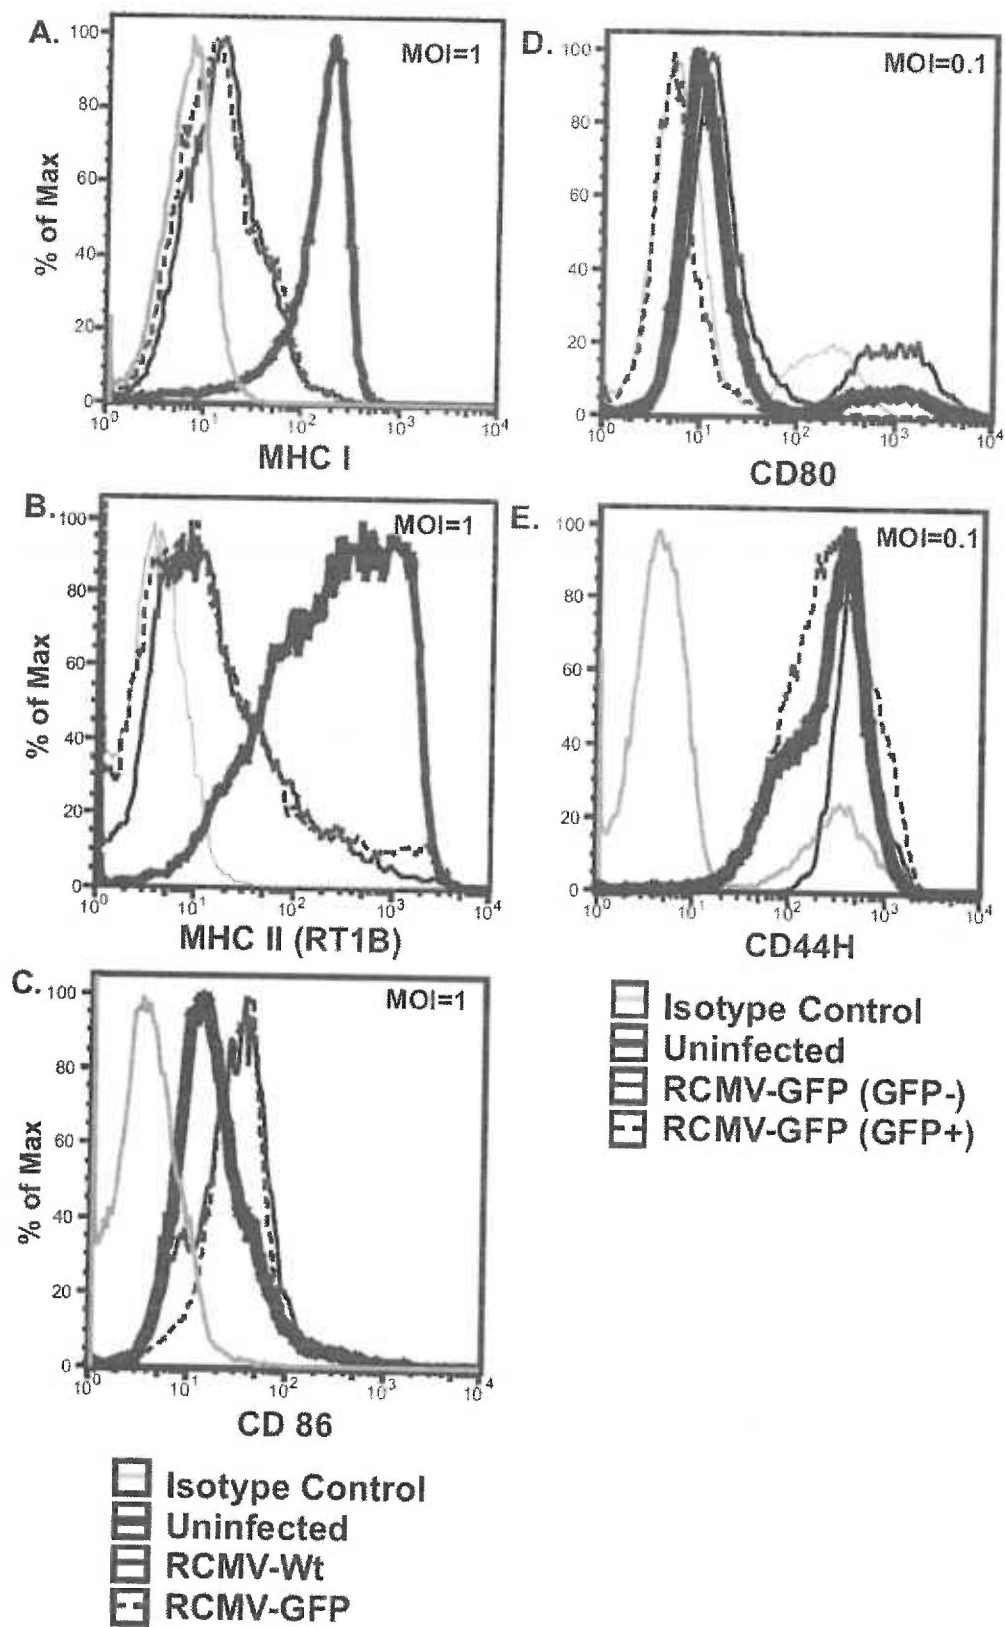 A.
MOI=1
100
80
60
40
20
0
% of Max
10^0 10^1 10^2 10^3 10^4
MHC I
B.
MOI=1
100
80
60
40
20
0
% of Max
10^0 10^1 10^2 10^3 10^4
MHC II (RT1B)
C.
MOI=1
100
80
60
40
20
0
% of Max
10^0 10^1 10^2 10^3 10^4
CD 86
Isotype Control
Uninfected
RCMV-Wt
RCMV-GFP
D.
MOI=0.1
100
80
60
40
20
0
10^0 10^1 10^2 10^3 10^4
CD80
E.
MOI=0.1
100
80
60
40
20
0
10^0 10^1 10^2 10^3 10^4
CD44H
Isotype Control
Uninfected
RCMV-GFP (GFP-)
RCMV-GFP (GFP+)